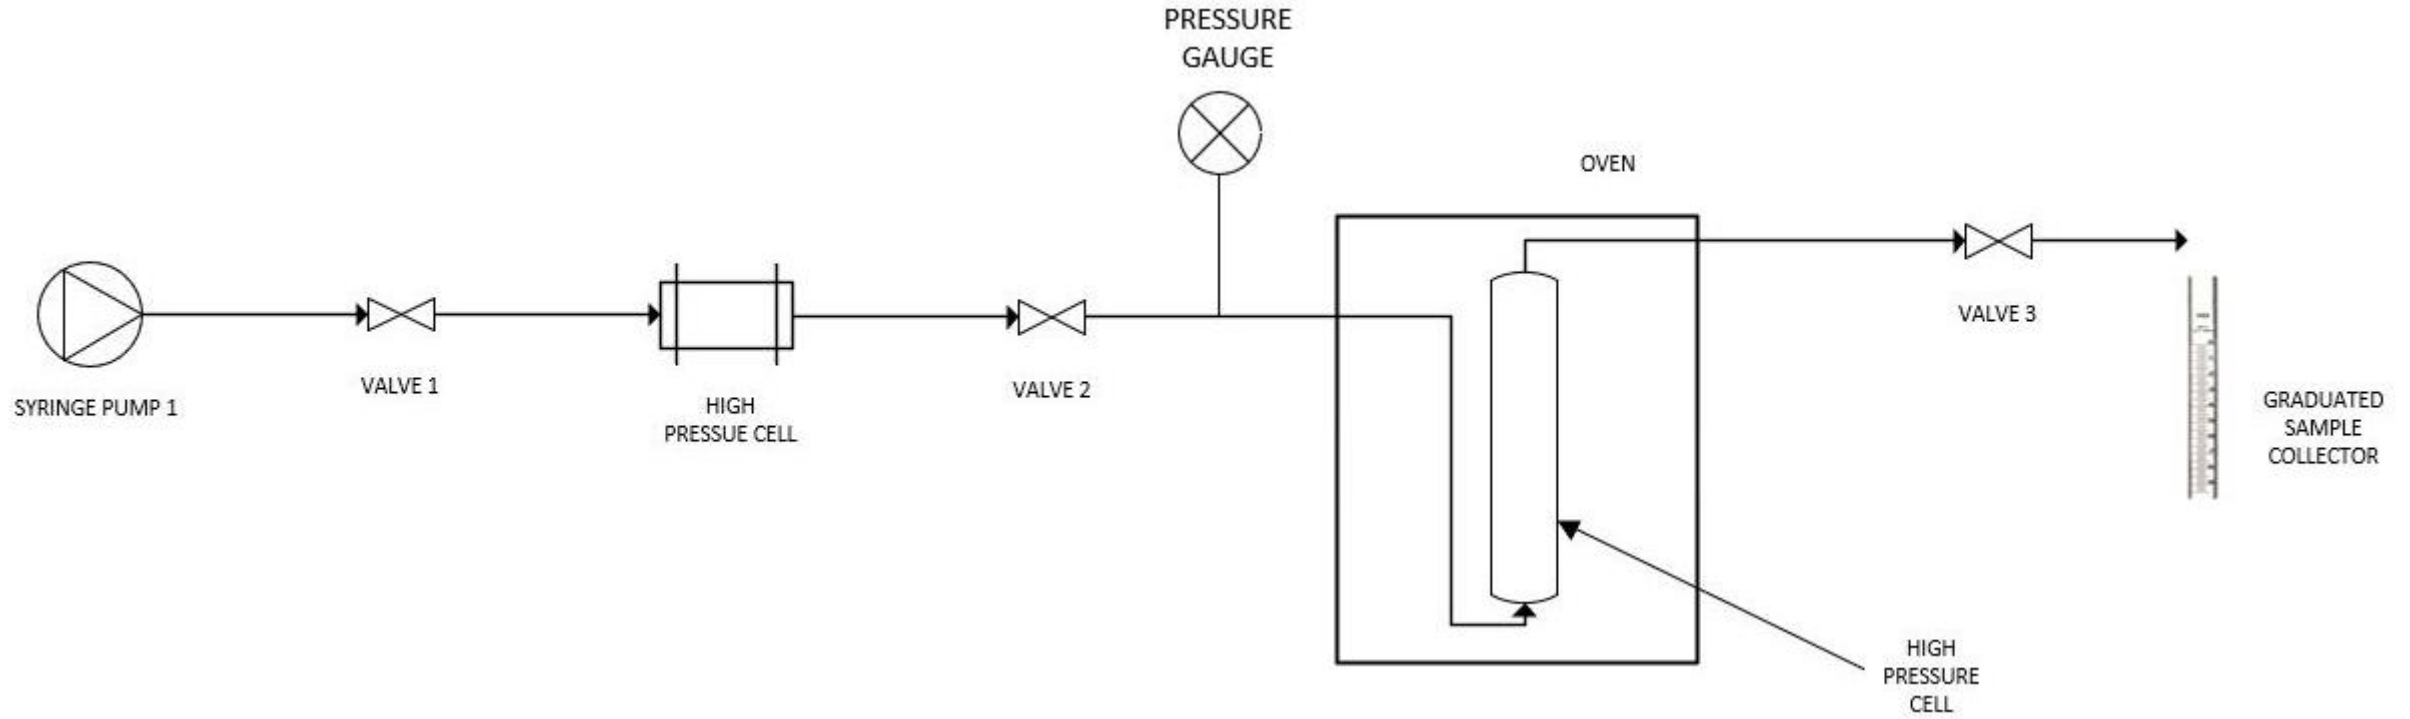 PRESSURE
GAUGE
OVEN
SYRINGE PUMP 1
VALVE 1
HIGH
PRESSUE CELL
VALVE 2
VALVE 3
GRADUATED
SAMPLE
COLLECTOR
HIGH
PRESSURE
CELL